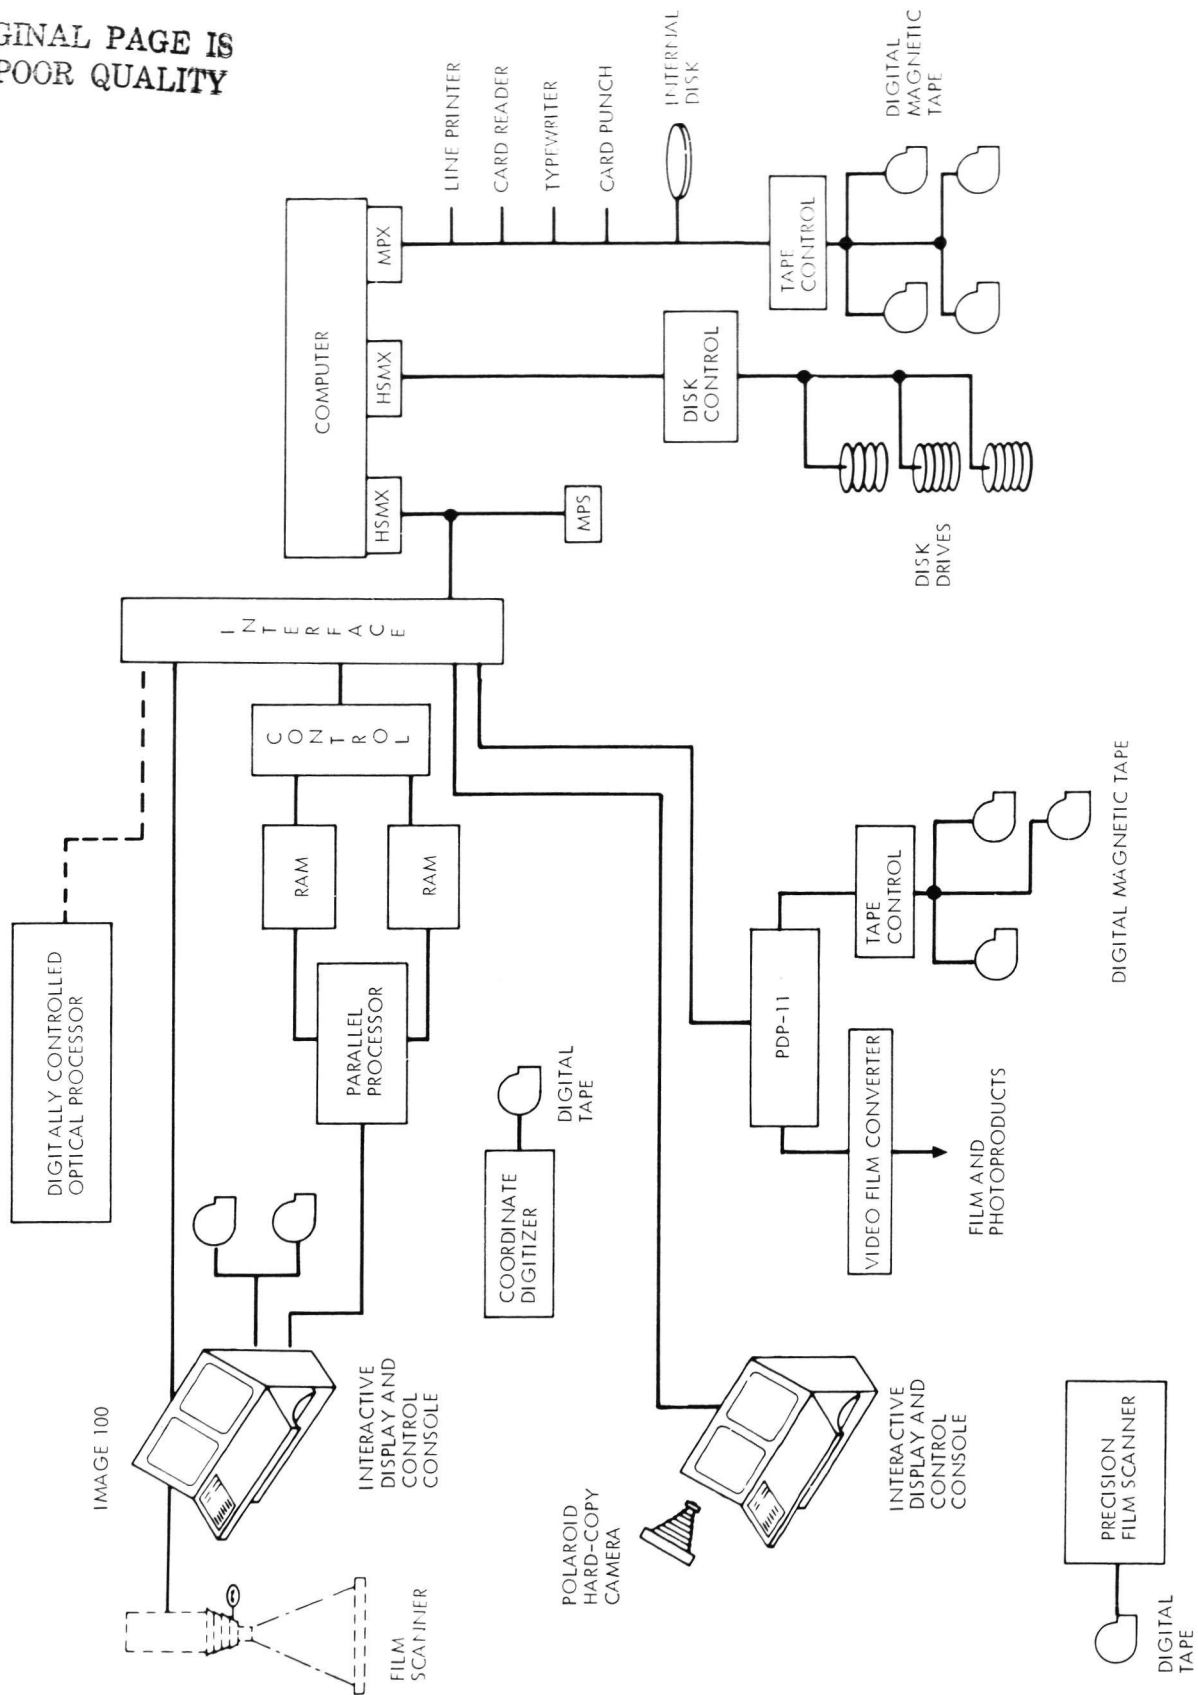 GINAL PAGE IS
POOR QUALITY
DIGITALLY CONTROLLED
OPTICAL PROCESSOR
IMAGE 100
INTERACTIVE
DISPLAY AND
CONTROL
CONSOLE
FILM
SCANNER
PARALLEL
PROCESSOR
RAM
RAM
CONTROL
INTERFACE
COMPUTER
HSMX
HSMX
MPX
MPS
LINE PRINTER
CARD READER
TYPEWRITER
CARD PUNCH
INTERNAL
DISK
TAPE
CONTROL
DIGITAL
MAGNETIC
TAPE
DISK
CONTROL
DISK
DRIVES
COORDINATE
DIGITIZER
DIGITAL
TAPE
POLAROID
HARD-COPY
CAMERA
INTERACTIVE
DISPLAY AND
CONTROL
CONSOLE
PDP-11
VIDEO FILM CONVERTER
FILM AND
PHOTOPRODUCTS
TAPE
CONTROL
DIGITAL MAGNETIC TAPE
PRECISION
FILM SCANNER
DIGITAL
TAPE